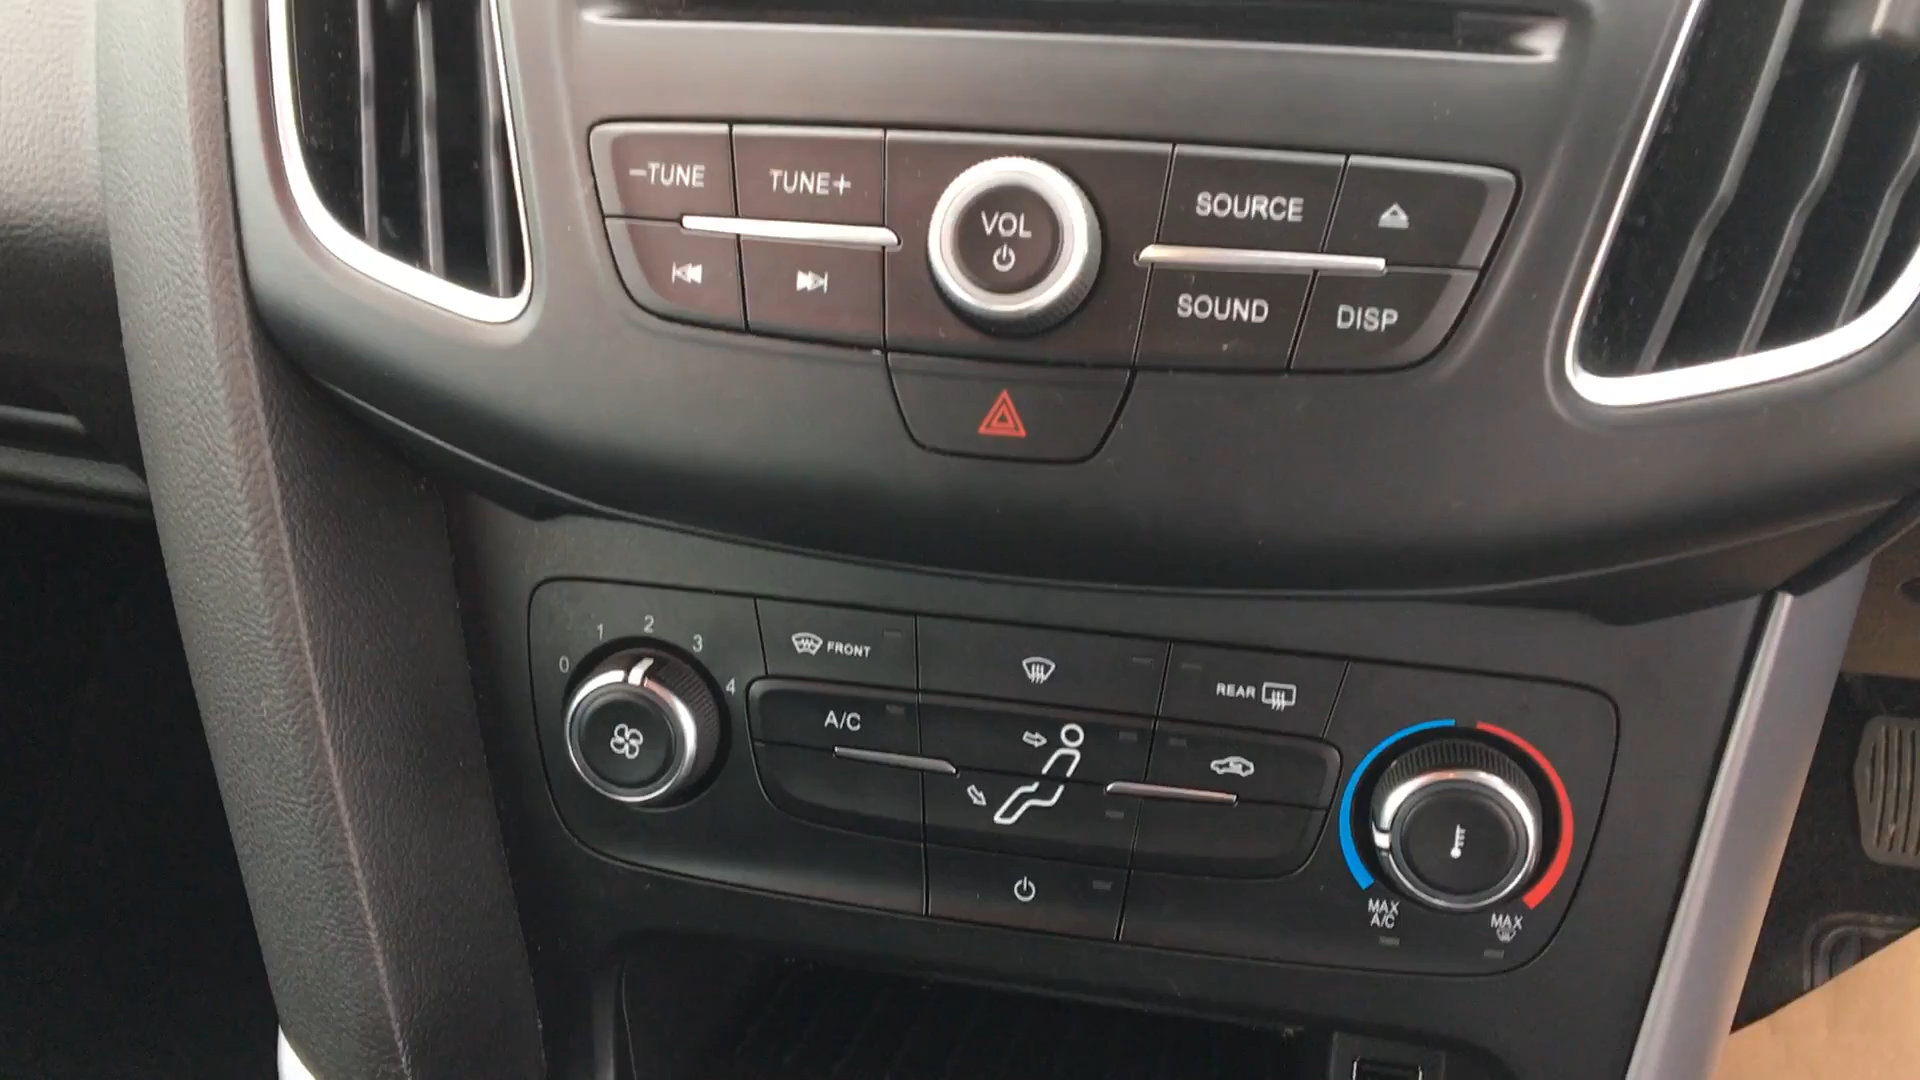 −TUNE TUNE+
VOL
SOURCE
SOUND DISP
0 1 2 3 4
FRONT
REAR
A/C
MAX
A/C
MAX